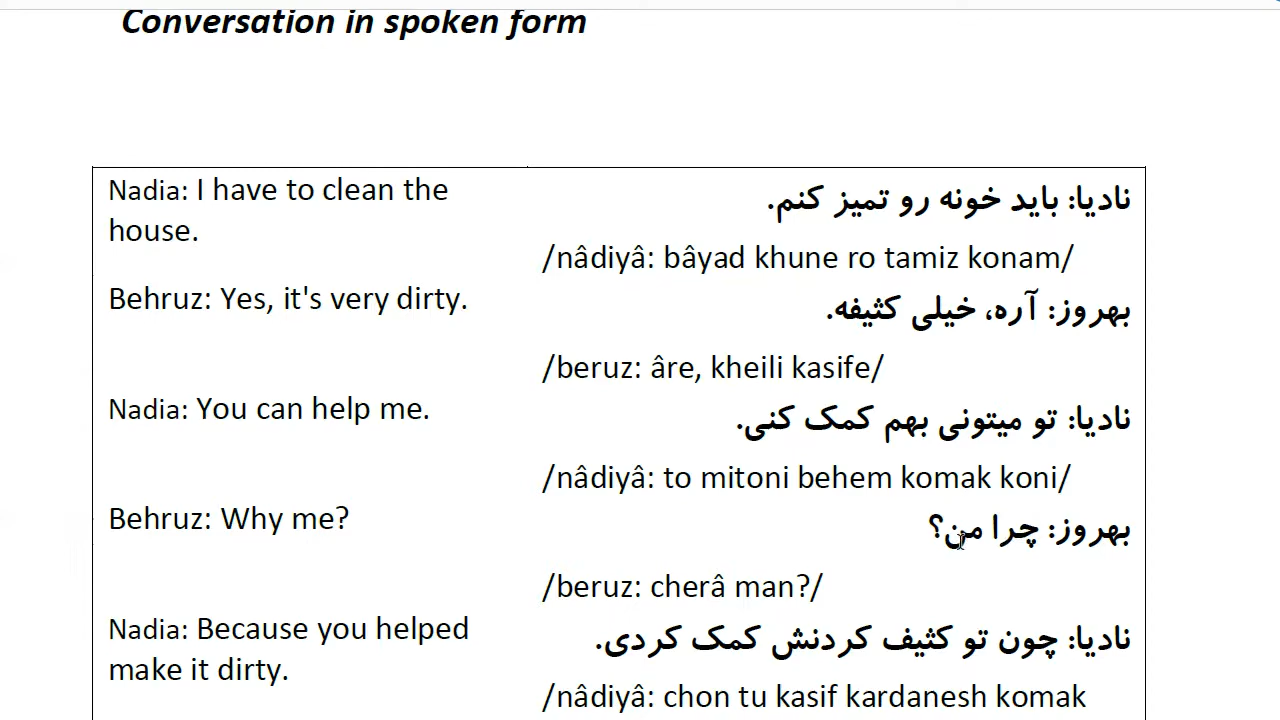 Conversation in spoken form
Nadia: I have to clean the
house.
نادیا: باید خونه رو تمیز کنم.
/nâdiyâ: bâyad khune ro tamiz konam/
Behruz: Yes, it's very dirty.
بهروز: آره، خیلی کثیفه.
/beruz: âre, kheili kasife/
Nadia: You can help me.
نادیا: تو میتونی بهم کمک کنی.
/nâdiyâ: to mitoni behem komak koni/
Behruz: Why me?
بهروز: چرا من؟
/beruz: cherâ man?/
Nadia: Because you helped
make it dirty.
نادیا: چون تو کثیف کردنش کمک کردی.
/nâdiyâ: chon tu kasif kardanesh komak